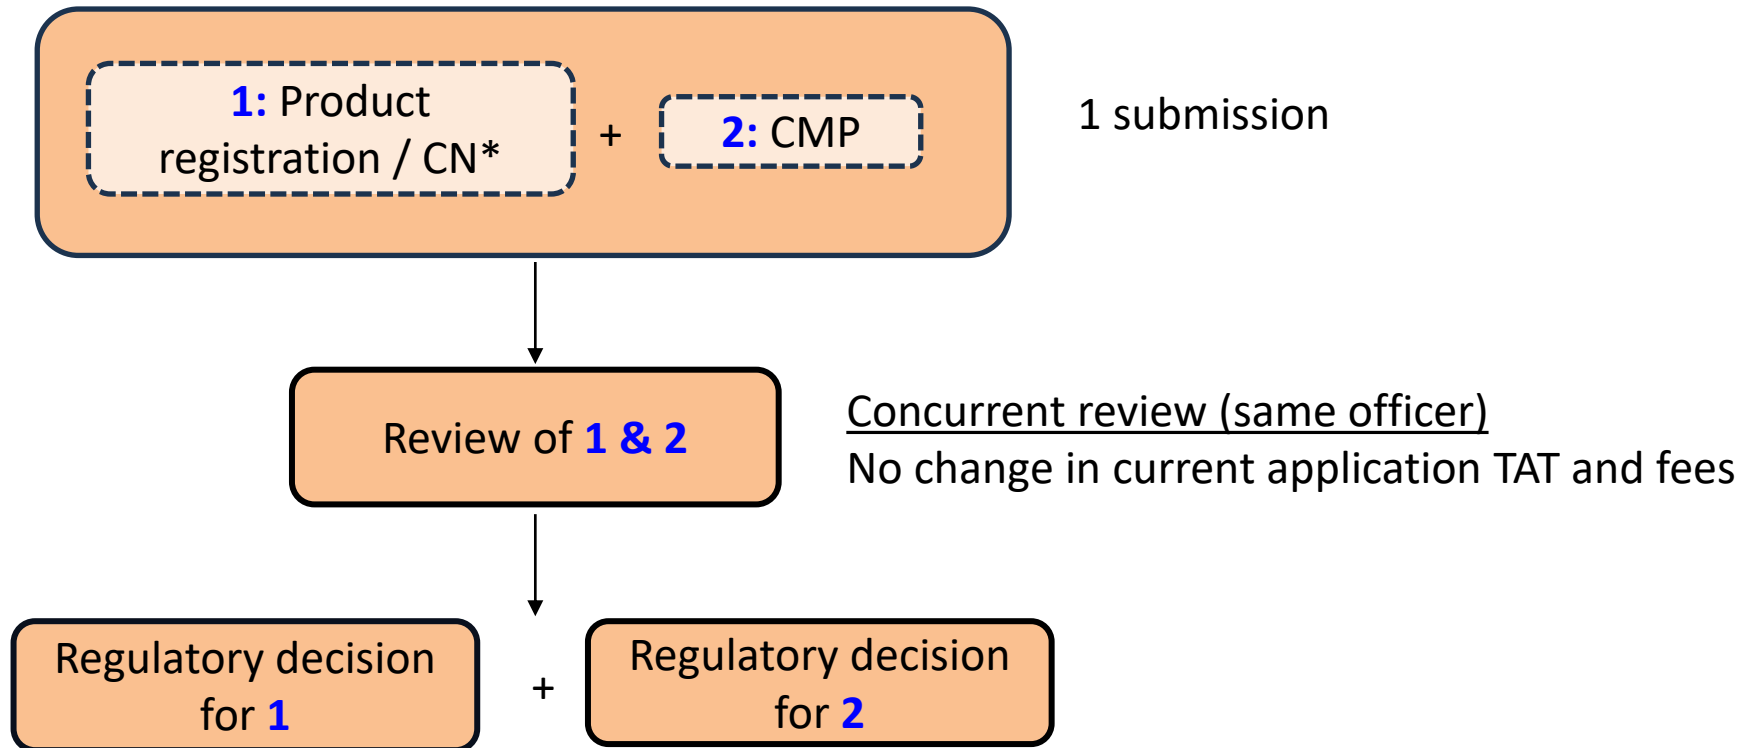 1: Product
registration / CN*
+
2: CMP
1 submission
Review of 1 & 2
Concurrent review (same officer)
No change in current application TAT and fees
Regulatory decision
for 1
+
Regulatory decision
for 2